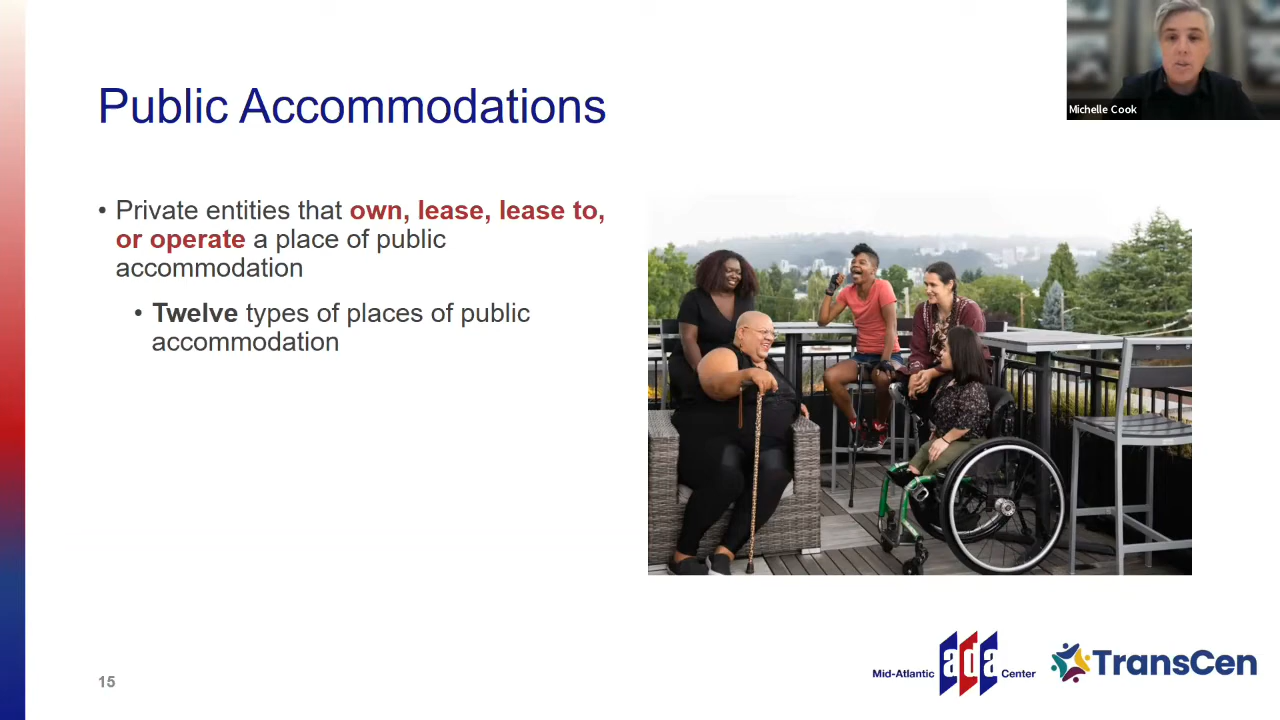 Michelle Cook
Public Accommodations
• Private entities that own, lease, lease to,
or operate a place of public
accommodation
• Twelve types of places of public
accommodation
15
Mid-Atlantic ada Center
TransCen